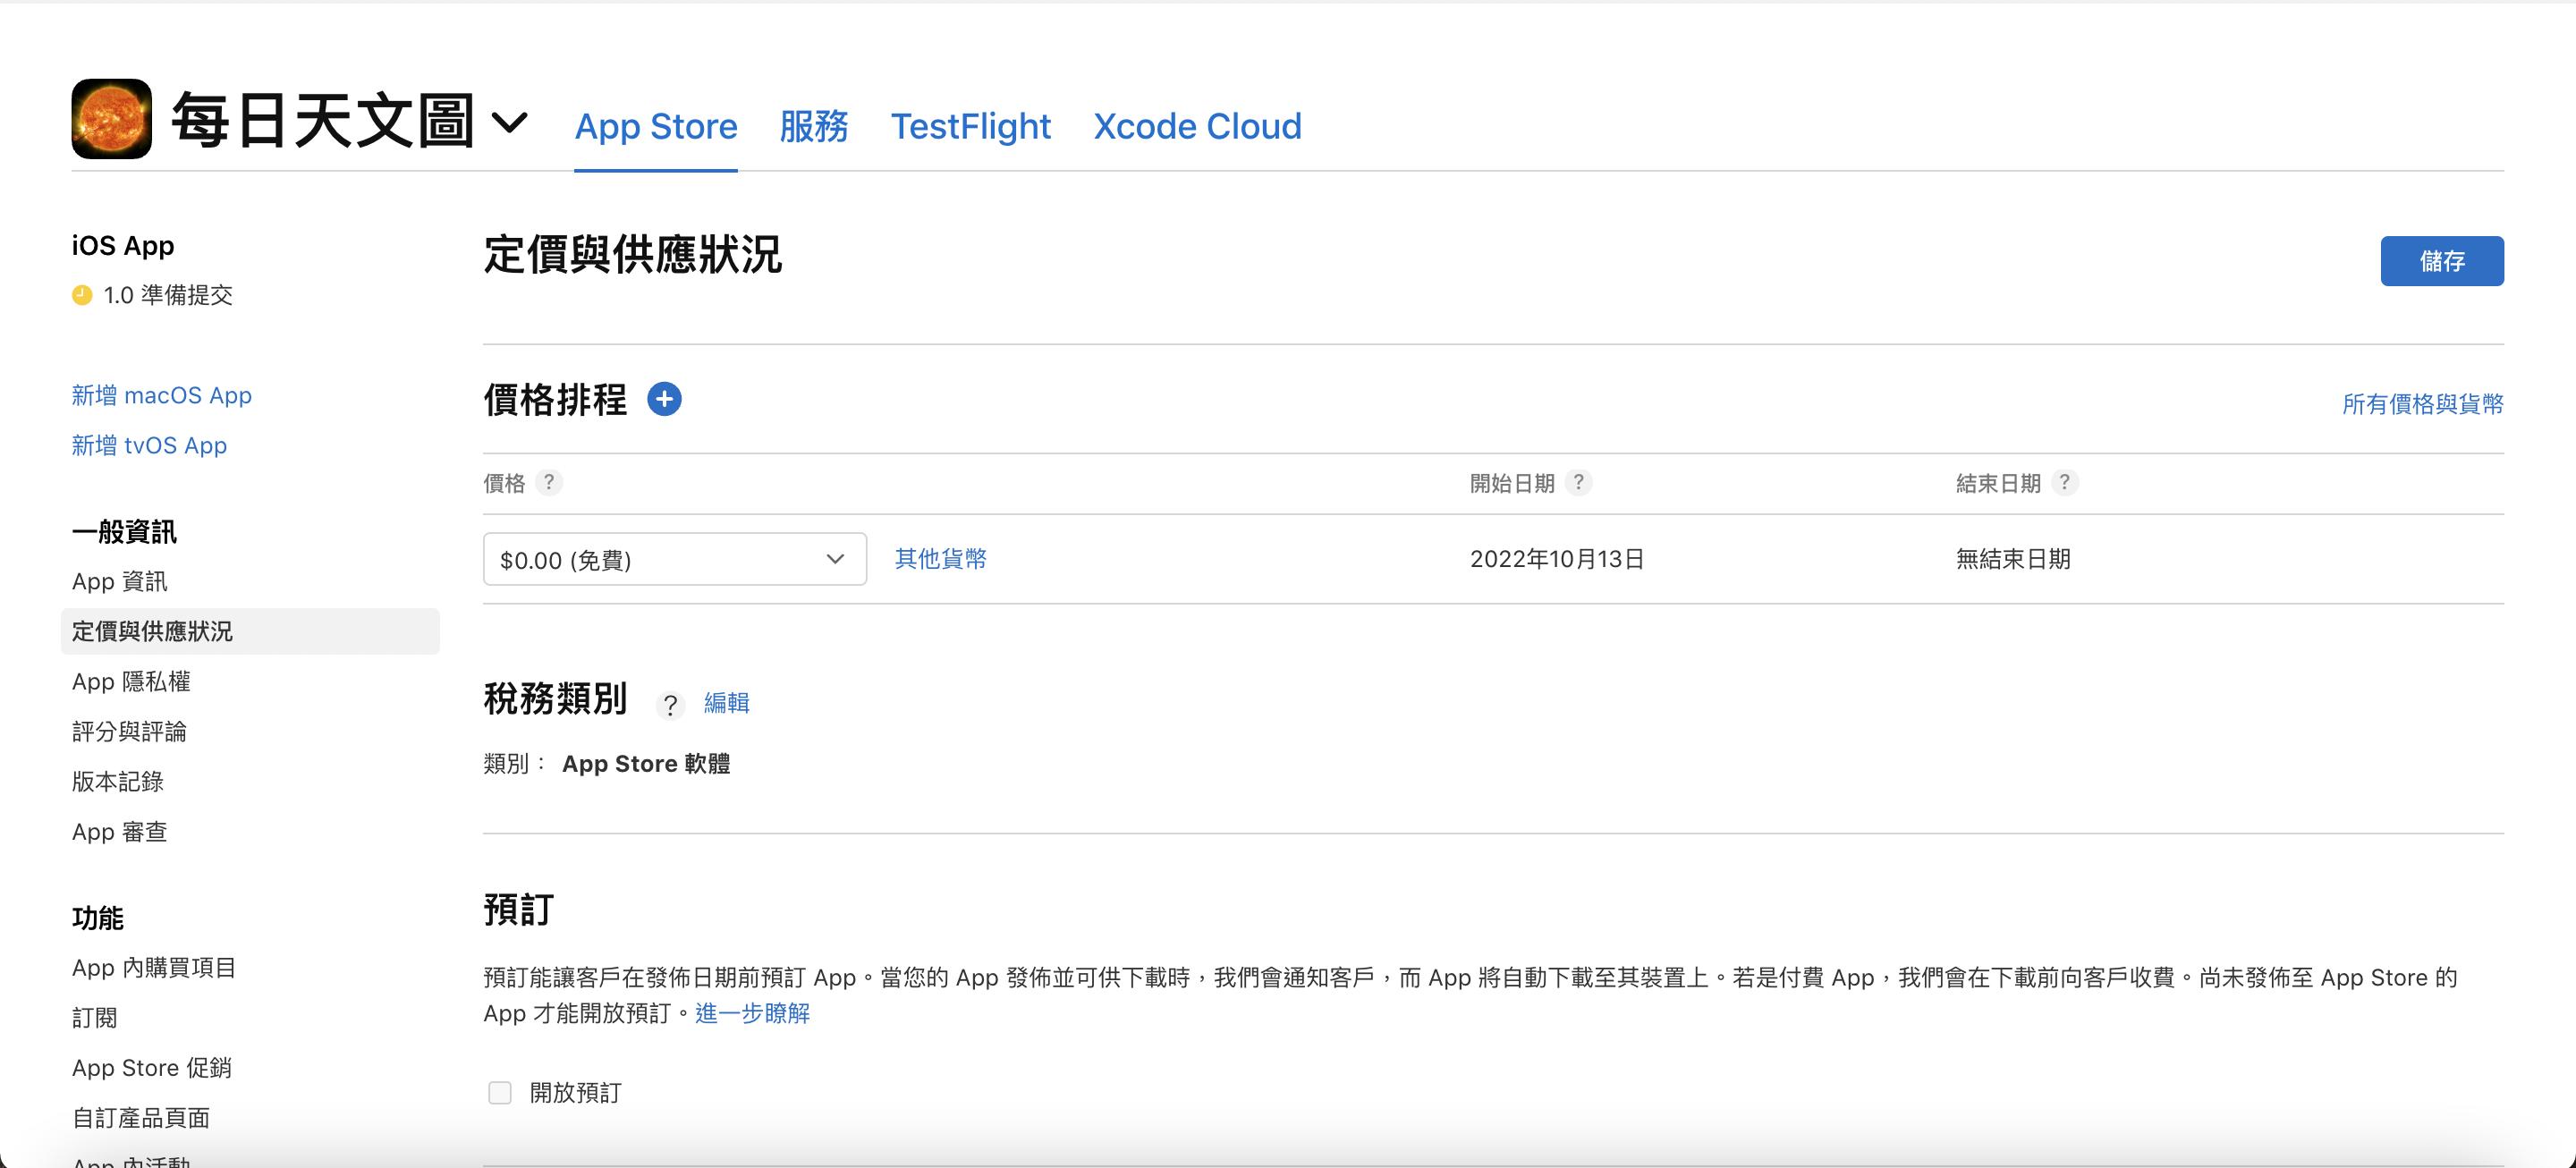 每日天文圖
App Store
服務
TestFlight
Xcode Cloud
iOS App
1.0 準備提交
新增 macOS App
新增 tvOS App
一般資訊
App 資訊
定價與供應狀況
App 隱私權
評分與評論
版本記錄
App 審查
功能
App 內購買項目
訂閱
App Store 促銷
自訂產品頁面
App 內活動
定價與供應狀況
儲存
價格排程
所有價格與貨幣
價格 ?
開始日期 ?
結束日期 ?
$0.00 (免費)
其他貨幣
2022年10月13日
無結束日期
稅務類別 ? 編輯
類別： App Store 軟體
預訂
預訂能讓客戶在發佈日期前預訂 App。當您的 App 發佈並可供下載時，我們會通知客戶，而 App 將自動下載至其裝置上。若是付費 App，我們會在下載前向客戶收費。尚未發佈至 App Store 的
App 才能開放預訂。進一步瞭解
開放預訂